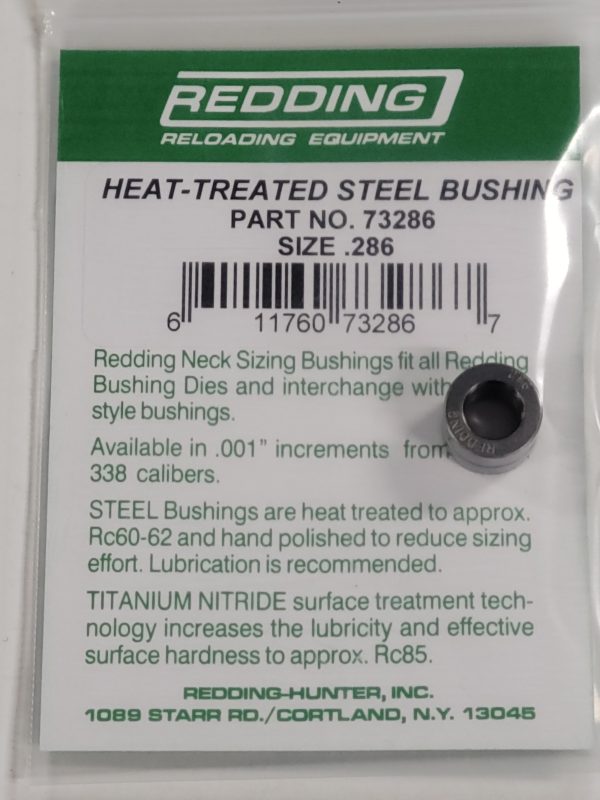 REDDING
RELOADING EQUIPMENT
HEAT-TREATED STEEL BUSHING
PART NO. 73286
SIZE .286
6 11760 73286 7
Redding Neck Sizing Bushings fit all Redding
Bushing Dies and interchange with
style bushings.
Available in .001" increments from
338 calibers.
STEEL Bushings are heat treated to approx.
Rc60-62 and hand polished to reduce sizing
effort. Lubrication is recommended.
TITANIUM NITRIDE surface treatment tech-
nology increases the lubricity and effective
surface hardness to approx. Rc85.
REDDING-HUNTER, INC.
1089 STARR RD./CORTLAND, N.Y. 13045
REDDING